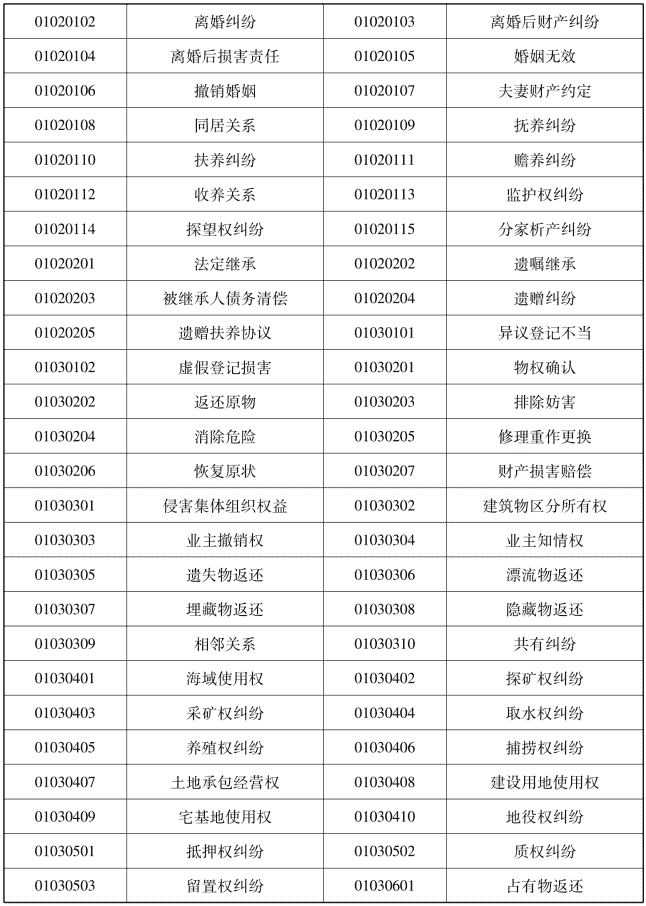 01020102 离婚纠纷 01020103 离婚后财产纠纷
01020104 离婚后损害责任 01020105 婚姻无效
01020106 撤销婚姻 01020107 夫妻财产约定
01020108 同居关系 01020109 抚养纠纷
01020110 扶养纠纷 01020111 赡养纠纷
01020112 收养关系 01020113 监护权纠纷
01020114 探望权纠纷 01020115 分家析产纠纷
01020201 法定继承 01020202 遗嘱继承
01020203 被继承人债务清偿 01020204 遗赠纠纷
01020205 遗赠扶养协议 01030101 异议登记不当
01030102 虚假登记损害 01030201 物权确认
01030202 返还原物 01030203 排除妨害
01030204 消除危险 01030205 修理重作更换
01030206 恢复原状 01030207 财产损害赔偿
01030301 侵害集体组织权益 01030302 建筑物区分所有权
01030303 业主撤销权 01030304 业主知情权
01030305 遗失物返还 01030306 漂流物返还
01030307 埋藏物返还 01030308 隐藏物返还
01030309 相邻关系 01030310 共有纠纷
01030401 海域使用权 01030402 探矿权纠纷
01030403 采矿权纠纷 01030404 取水权纠纷
01030405 养殖权纠纷 01030406 捕捞权纠纷
01030407 土地承包经营权 01030408 建设用地使用权
01030409 宅基地使用权 01030410 地役权纠纷
01030501 抵押权纠纷 01030502 质权纠纷
01030503 留置权纠纷 01030601 占有物返还